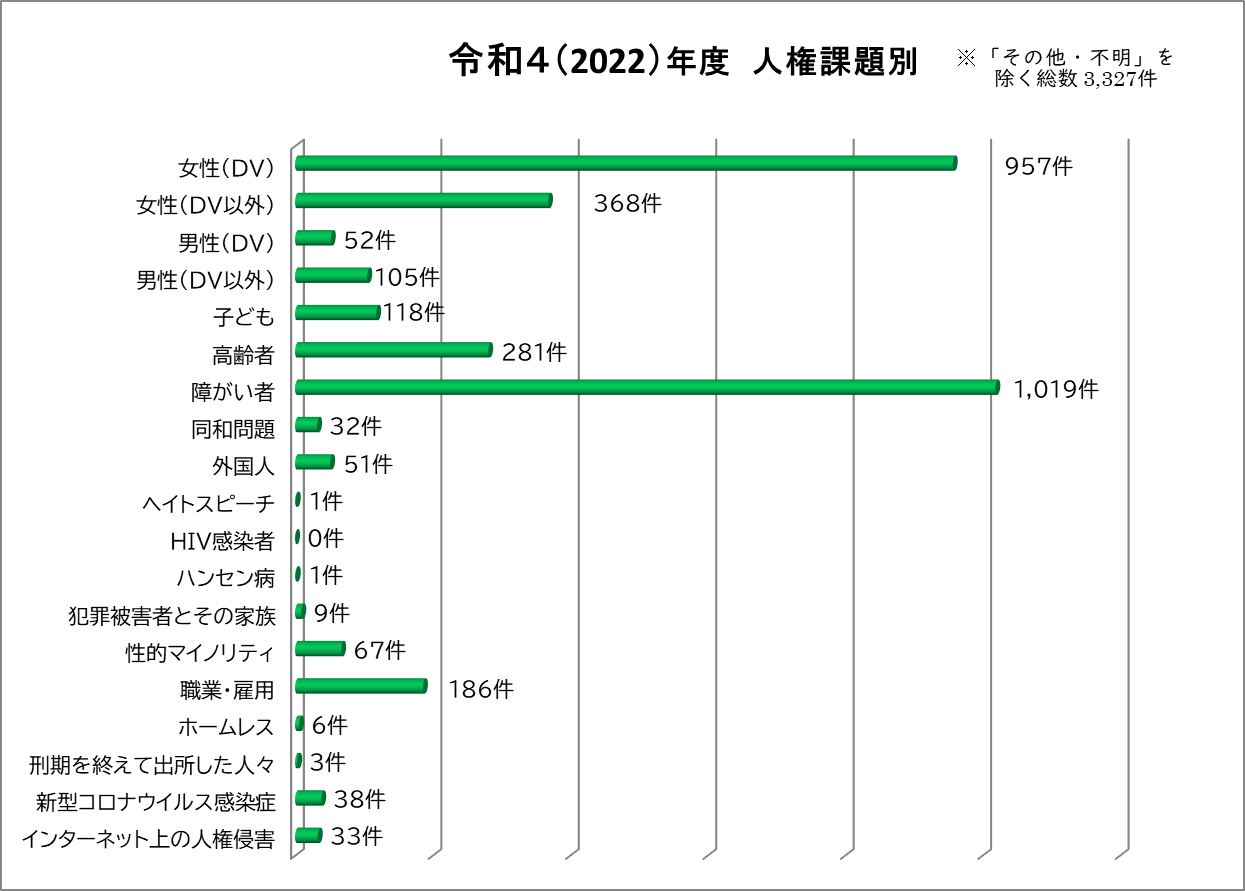 令和４（2022）年度　人権課題別
※「その他・不明」を
除く総数 3,327件
女性（DV） 957件
女性（DV以外） 368件
男性（DV） 52件
男性（DV以外） 105件
子ども 118件
高齢者 281件
障がい者 1,019件
同和問題 32件
外国人 51件
ヘイトスピーチ 1件
HIV感染者 0件
ハンセン病 1件
犯罪被害者とその家族 9件
性的マイノリティ 67件
職業・雇用 186件
ホームレス 6件
刑期を終えて出所した人々 3件
新型コロナウイルス感染症 38件
インターネット上の人権侵害 33件